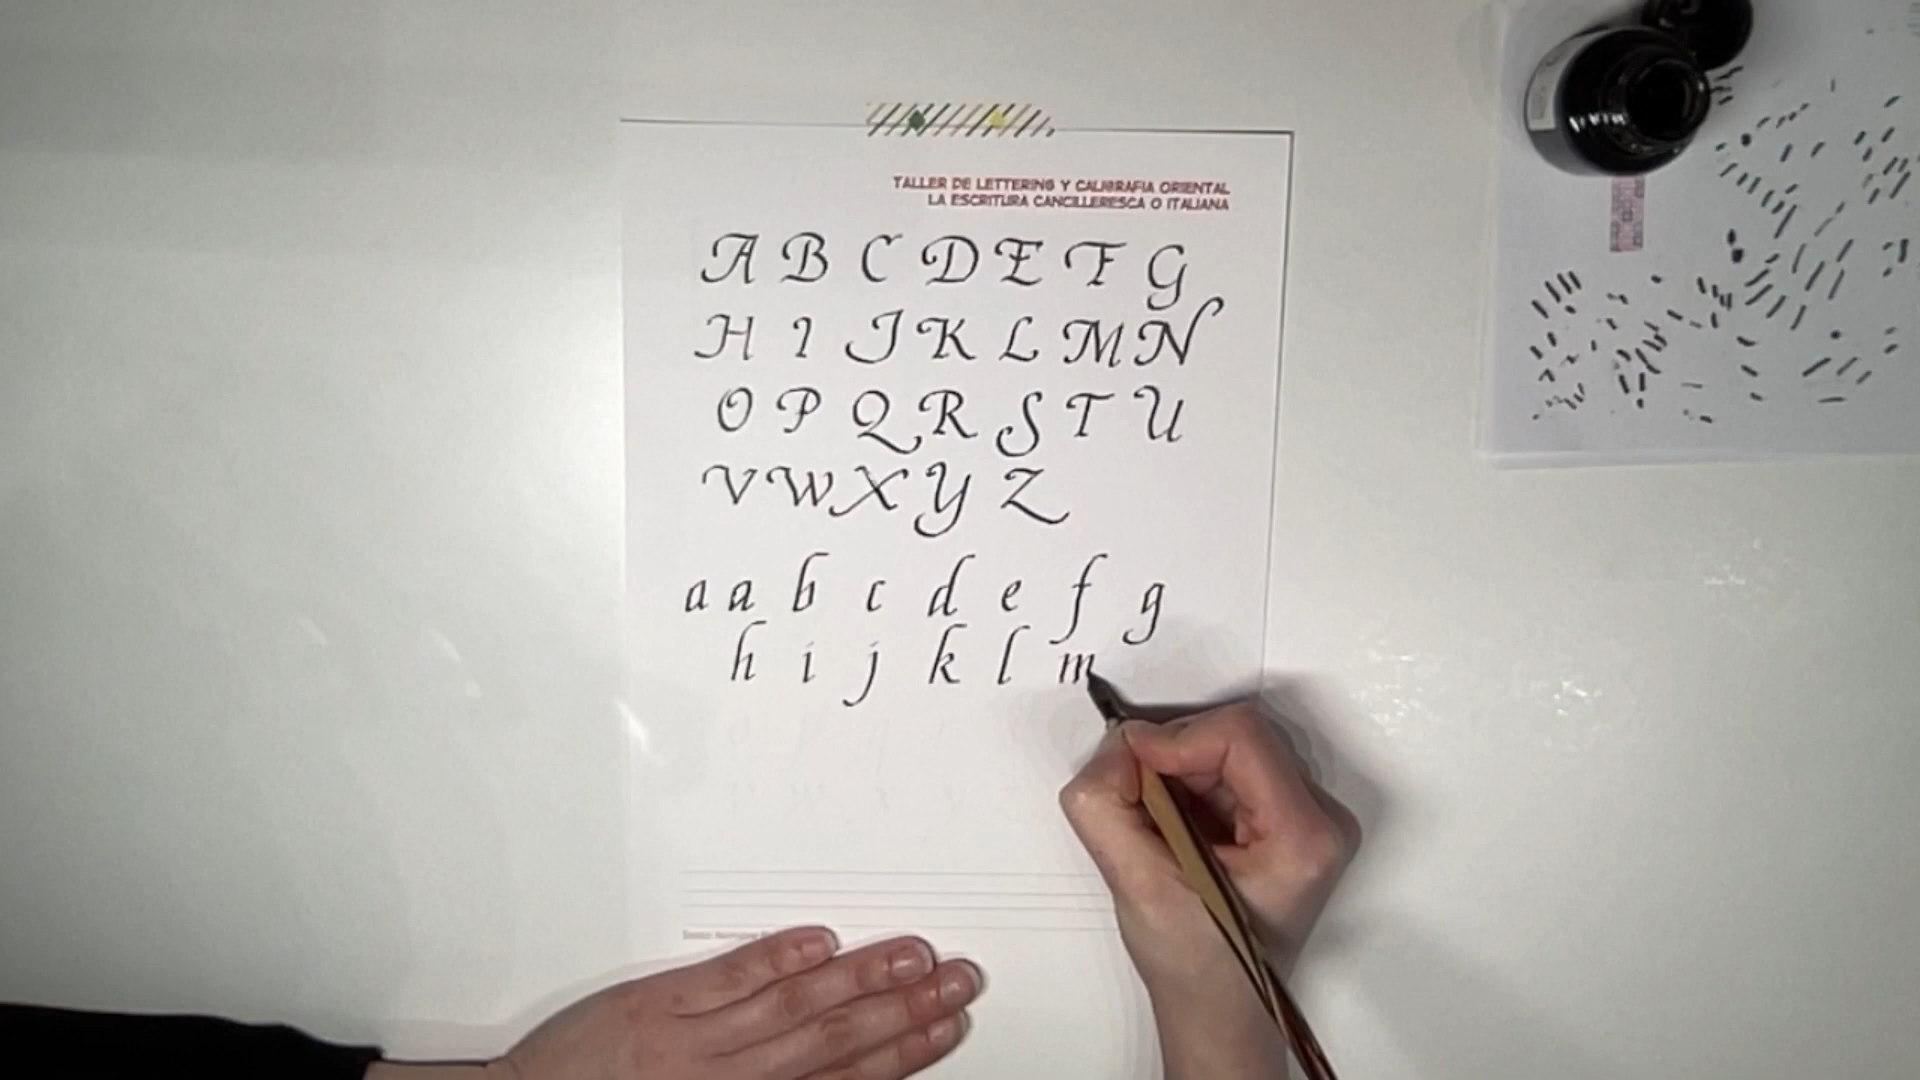 TALLER DE LETTERING Y CALIGRAFIA ORIENTAL
LA ESCRITURA CANCILLERESCA O ITALIANA
A B C D E F G
H I J K L M N
O P Q R S T U
V W X Y Z
a a b c d e f g
h i j k l m